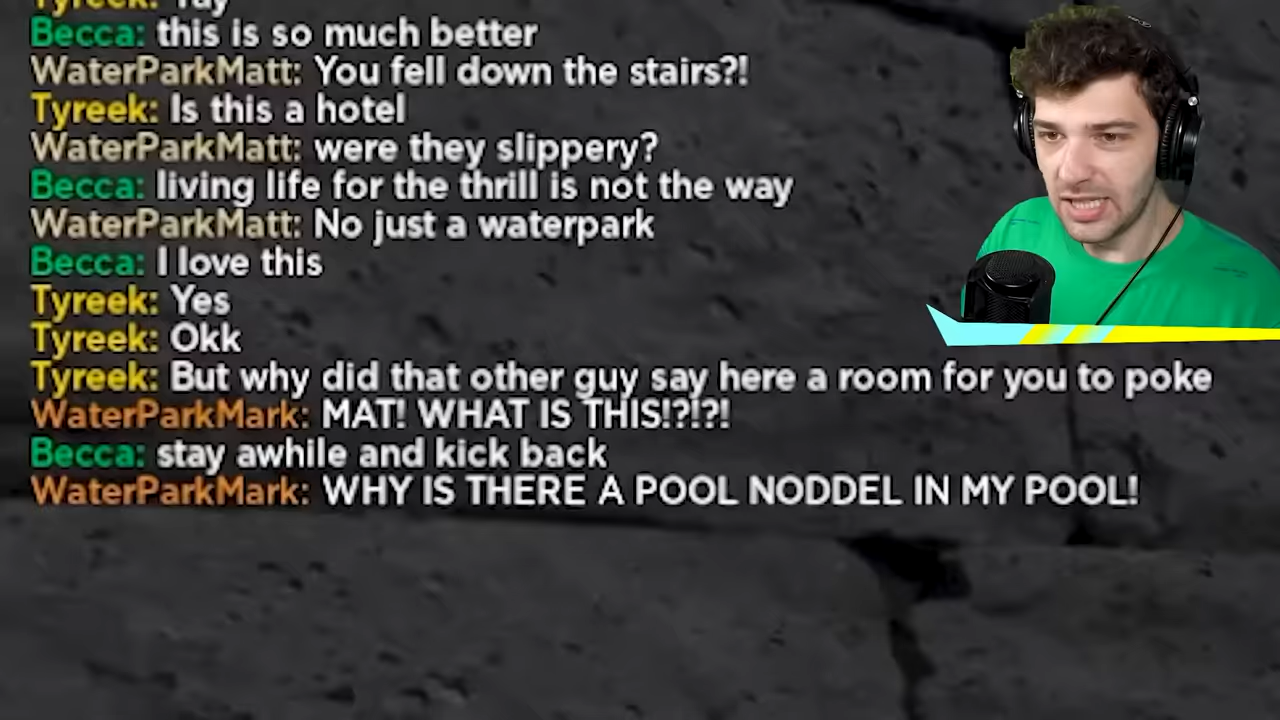 Tyreek: Yay
Becca: this is so much better
WaterParkMatt: You fell down the stairs?!
Tyreek: Is this a hotel
WaterParkMatt: were they slippery?
Becca: living life for the thrill is not the way
WaterParkMatt: No just a waterpark
Becca: I love this
Tyreek: Yes
Tyreek: Okk
Tyreek: But why did that other guy say here a room for you to poke
WaterParkMark: MAT! WHAT IS THIS!?!?!
Becca: stay awhile and kick back
WaterParkMark: WHY IS THERE A POOL NODDEL IN MY POOL!